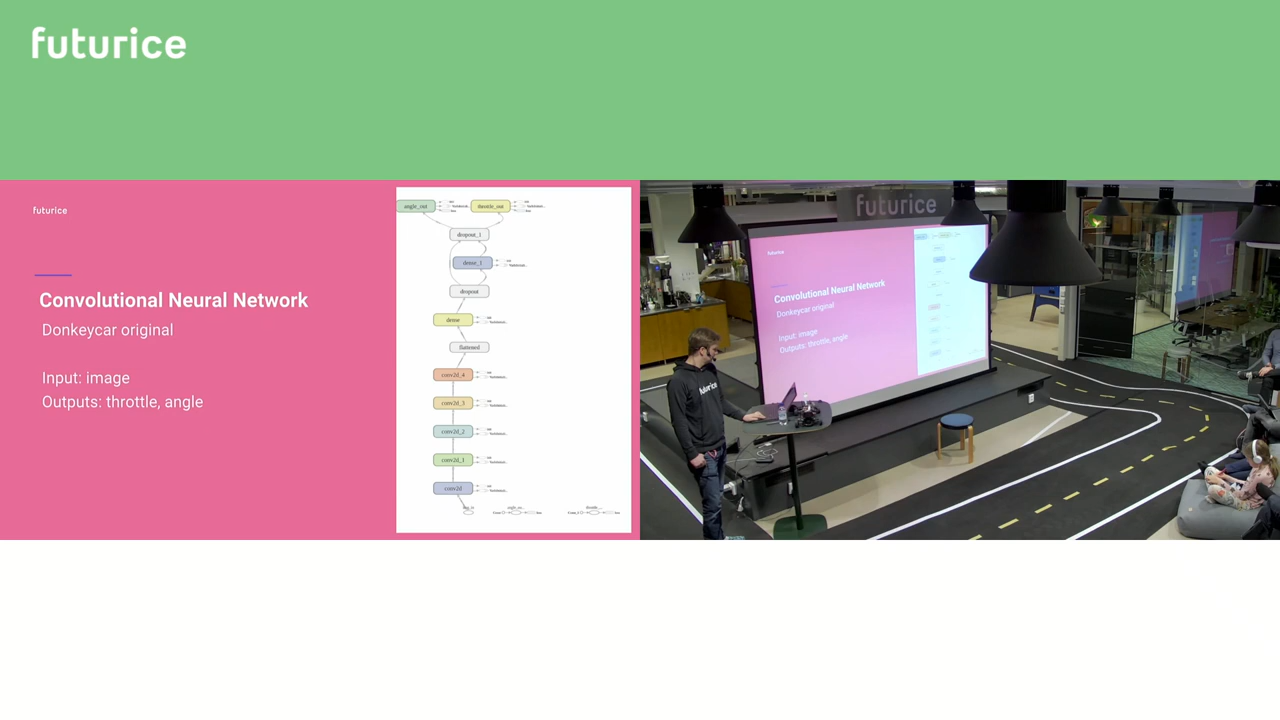 futurice
futurice
Convolutional Neural Network
Donkeycar original
Input: image
Outputs: throttle, angle
angle_out
throttle_out
dropout_1
dense_1
dropout
dense
flattened
conv2d_4
conv2d_3
conv2d_2
conv2d_1
conv2d
futurice
Convolutional Neural Network
Donkeycar original
Input: image
Outputs: throttle, angle
futurice